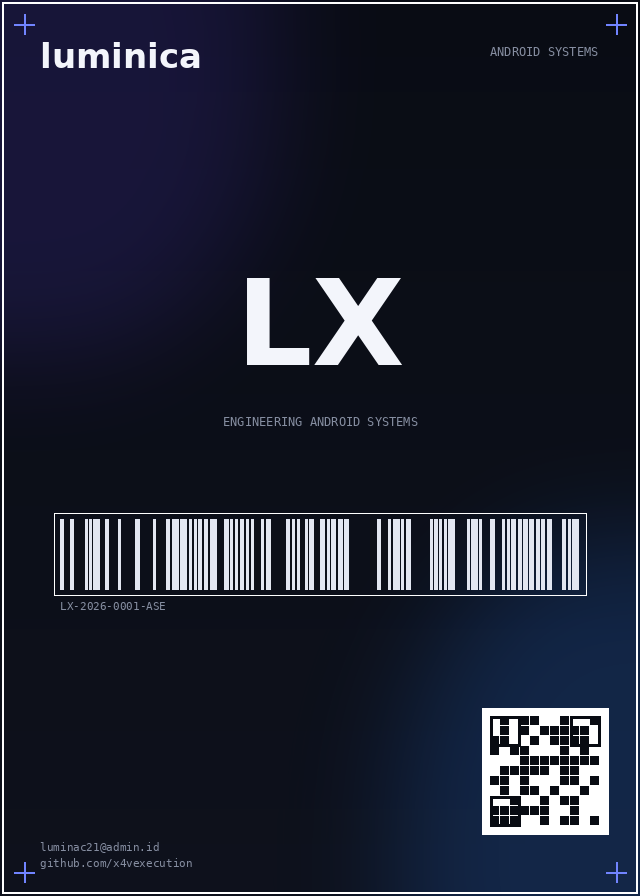 luminica
ANDROID SYSTEMS
LX
ENGINEERING ANDROID SYSTEMS
LX-2026-0001-ASE
luminac21@admin.id
github.com/x4vexecution